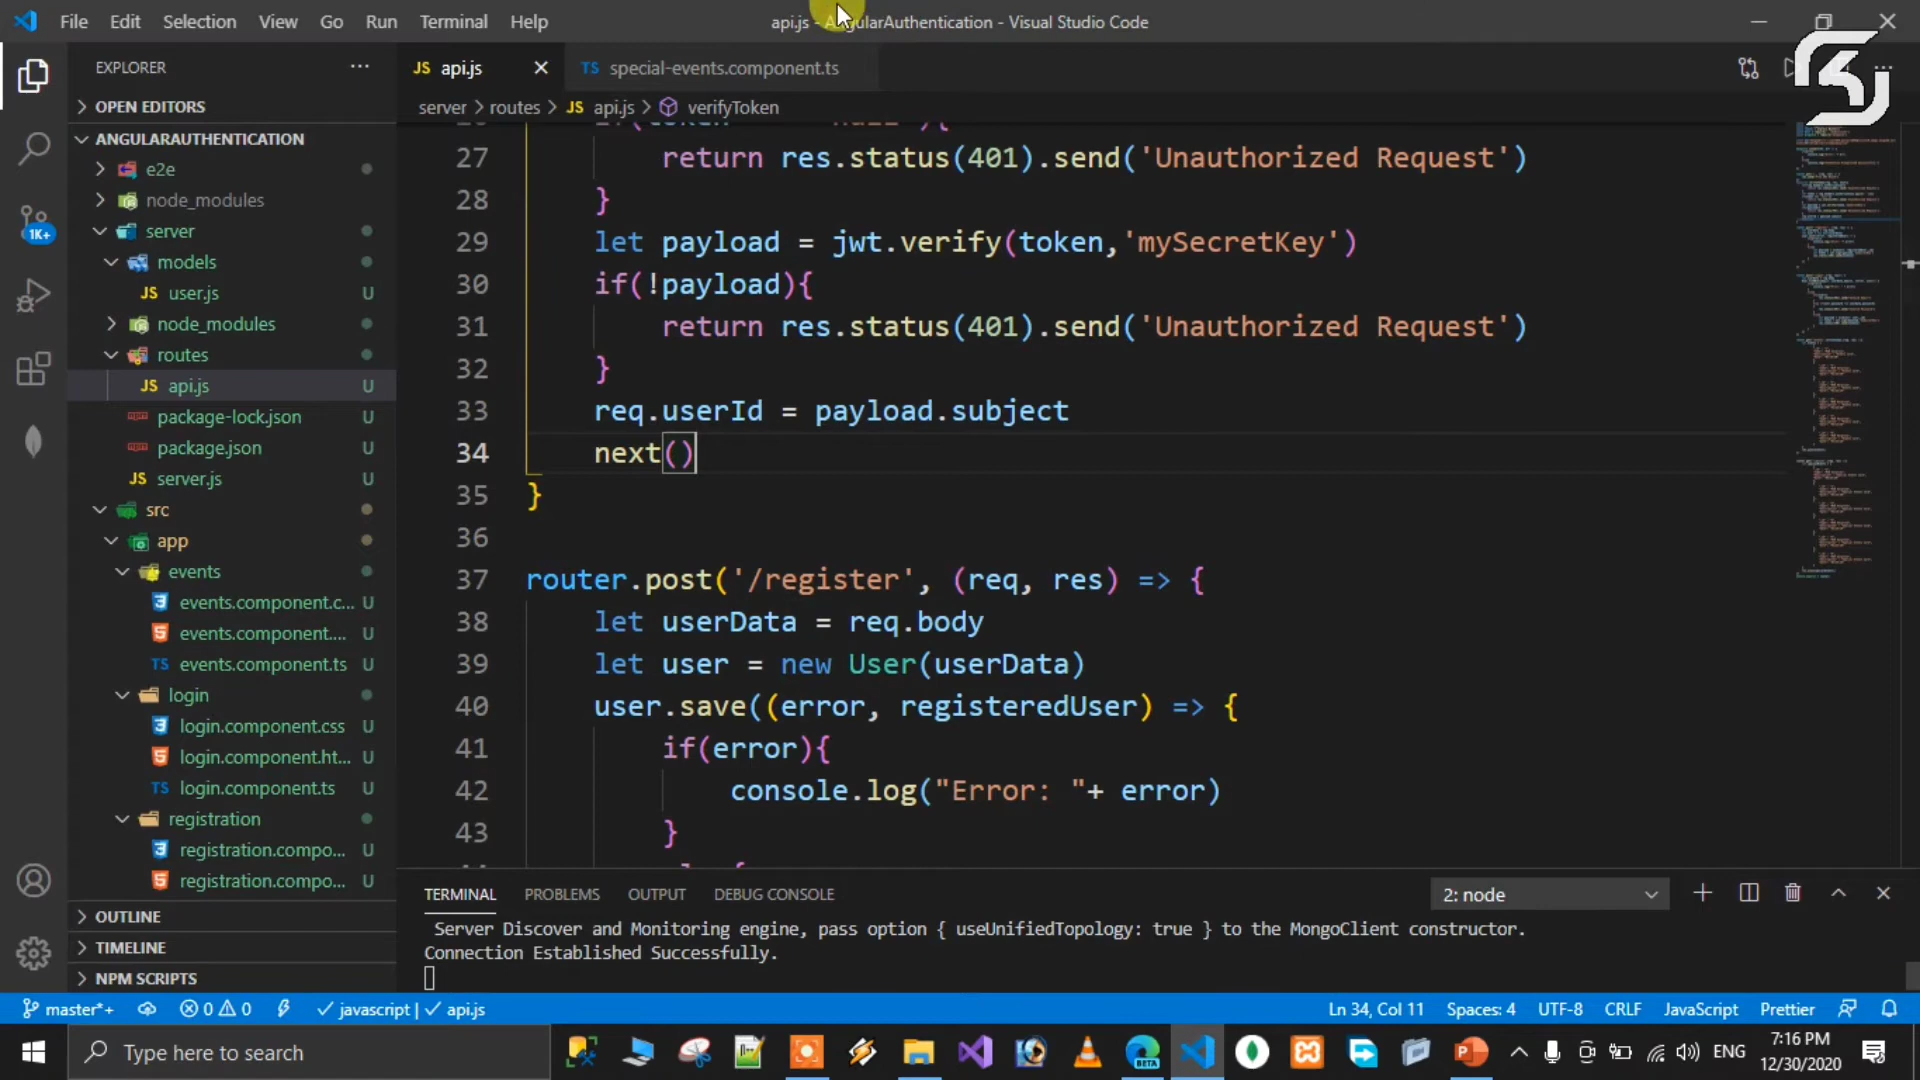 File Edit Selection View Go Run Terminal Help
api.js - AngularAuthentication - Visual Studio Code
EXPLORER
OPEN EDITORS
ANGULARAUTHENTICATION
e2e
node_modules
server
models
user.js U
node_modules
routes
api.js U
package-lock.json U
package.json U
server.js U
src
app
events
events.component.c... U
events.component.... U
events.component.ts U
login
login.component.css U
login.component.ht... U
login.component.ts U
registration
registration.compo... U
registration.compo... U
OUTLINE
TIMELINE
NPM SCRIPTS
1K+
JS api.js
TS special-events.component.ts
server > routes > JS api.js > verifyToken
27 return res.status(401).send('Unauthorized Request')
28 }
29 let payload = jwt.verify(token,'mySecretKey')
30 if(!payload){
31 return res.status(401).send('Unauthorized Request')
32 }
33 req.userId = payload.subject
34 next()
35 }
36
37 router.post('/register', (req, res) => {
38 let userData = req.body
39 let user = new User(userData)
40 user.save((error, registeredUser) => {
41 if(error){
42 console.log("Error: "+ error)
43 }
TERMINAL PROBLEMS OUTPUT DEBUG CONSOLE
2: node
Server Discover and Monitoring engine, pass option { useUnifiedTopology: true } to the MongoClient constructor.
Connection Established Successfully.
master*+ 0 0 javascript | api.js
Ln 34, Col 11 Spaces: 4 UTF-8 CRLF JavaScript Prettier
Type here to search
BETA
ENG
7:16 PM
12/30/2020